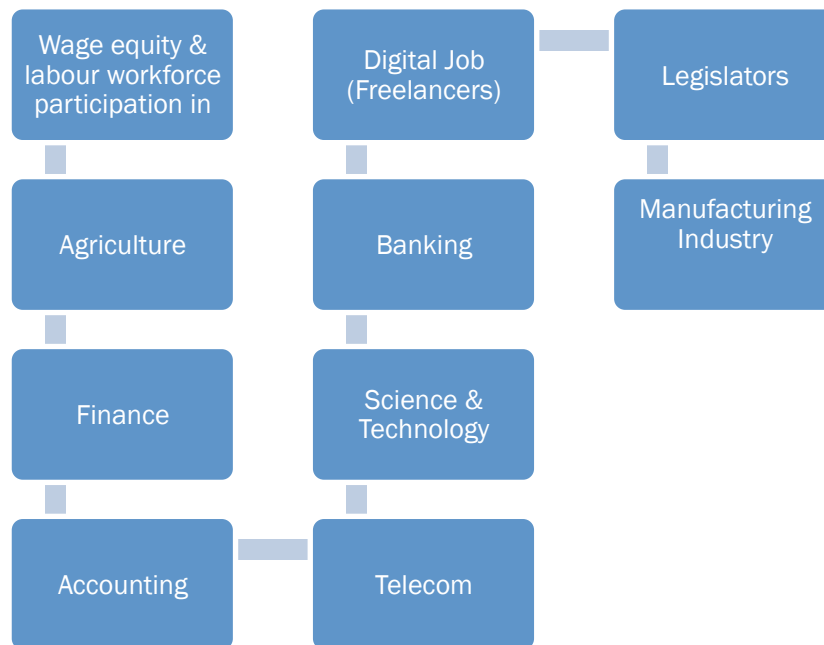 Wage equity &
labour workforce
participation in
Agriculture
Finance
Accounting
Telecom
Science &
Technology
Banking
Digital Job
(Freelancers)
Legislators
Manufacturing
Industry